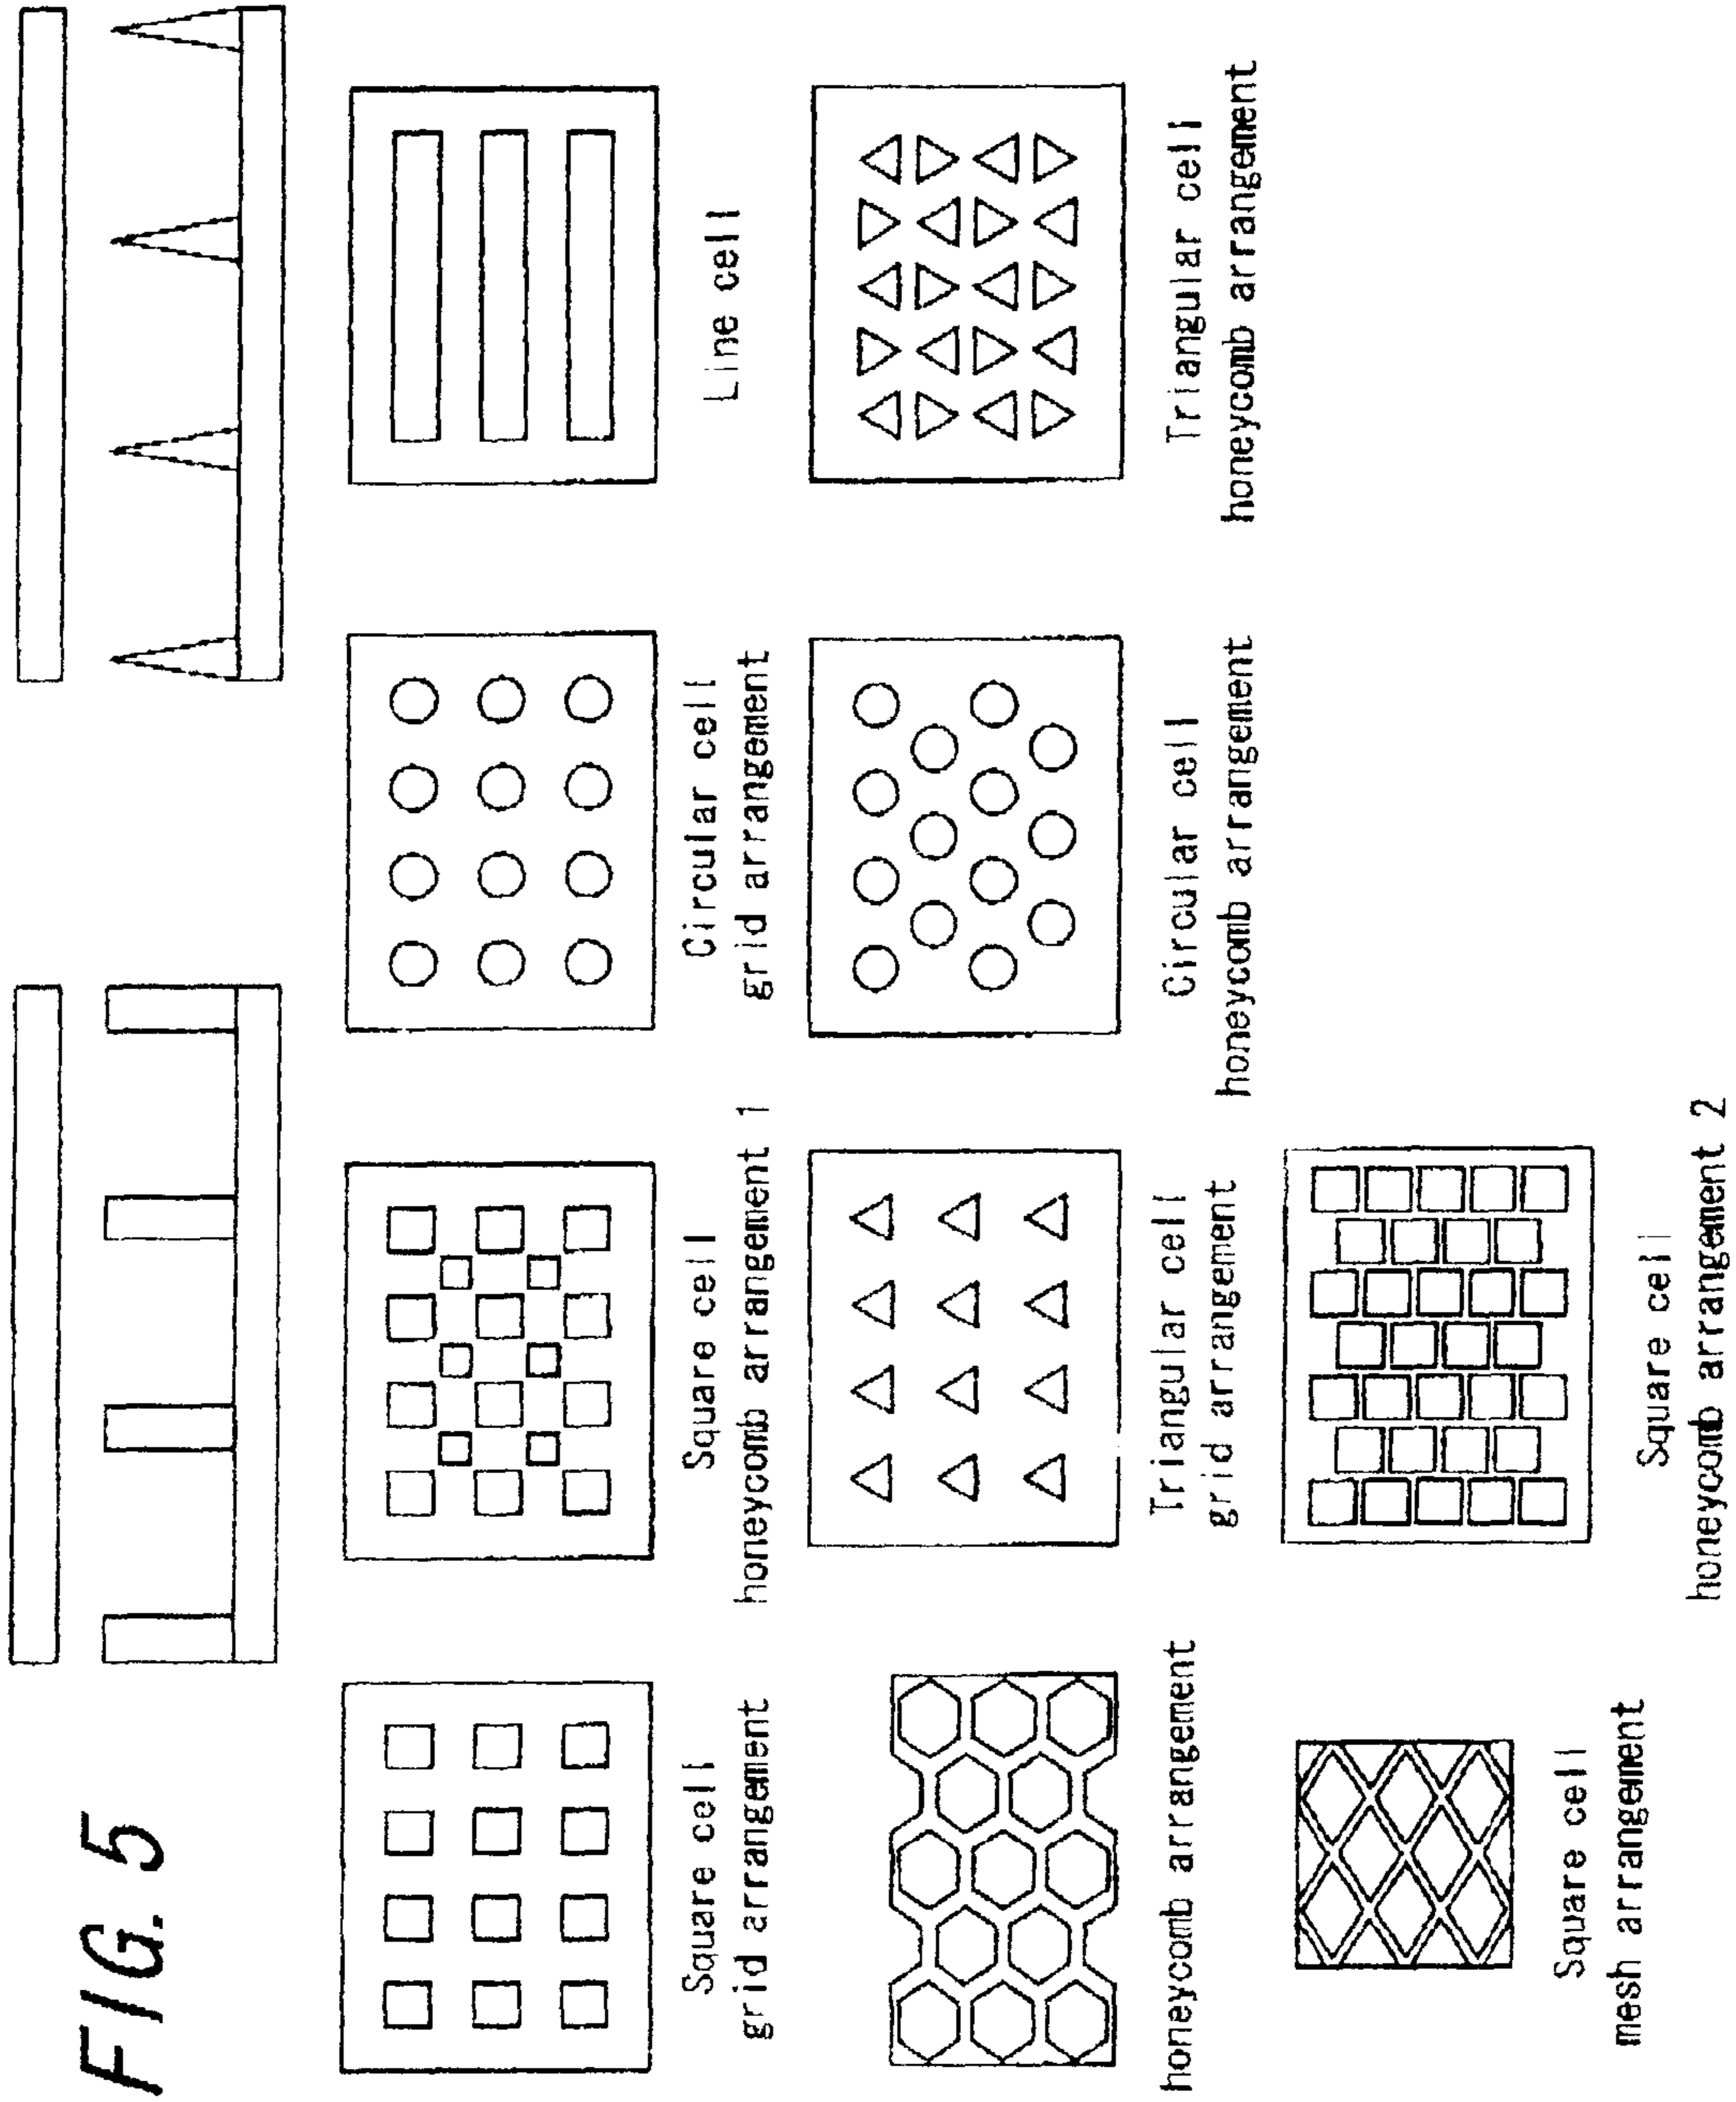 FIG. 5
Square cell
grid arrangement
Square cell
honeycomb arrangement 1
Circular cell
grid arrangement
Line cell
honeycomb arrangement
Triangular cell
grid arrangement
Circular cell
honeycomb arrangement
Triangular cell
honeycomb arrangement
Square cell
mesh arrangement
Square cell
honeycomb arrangement 2